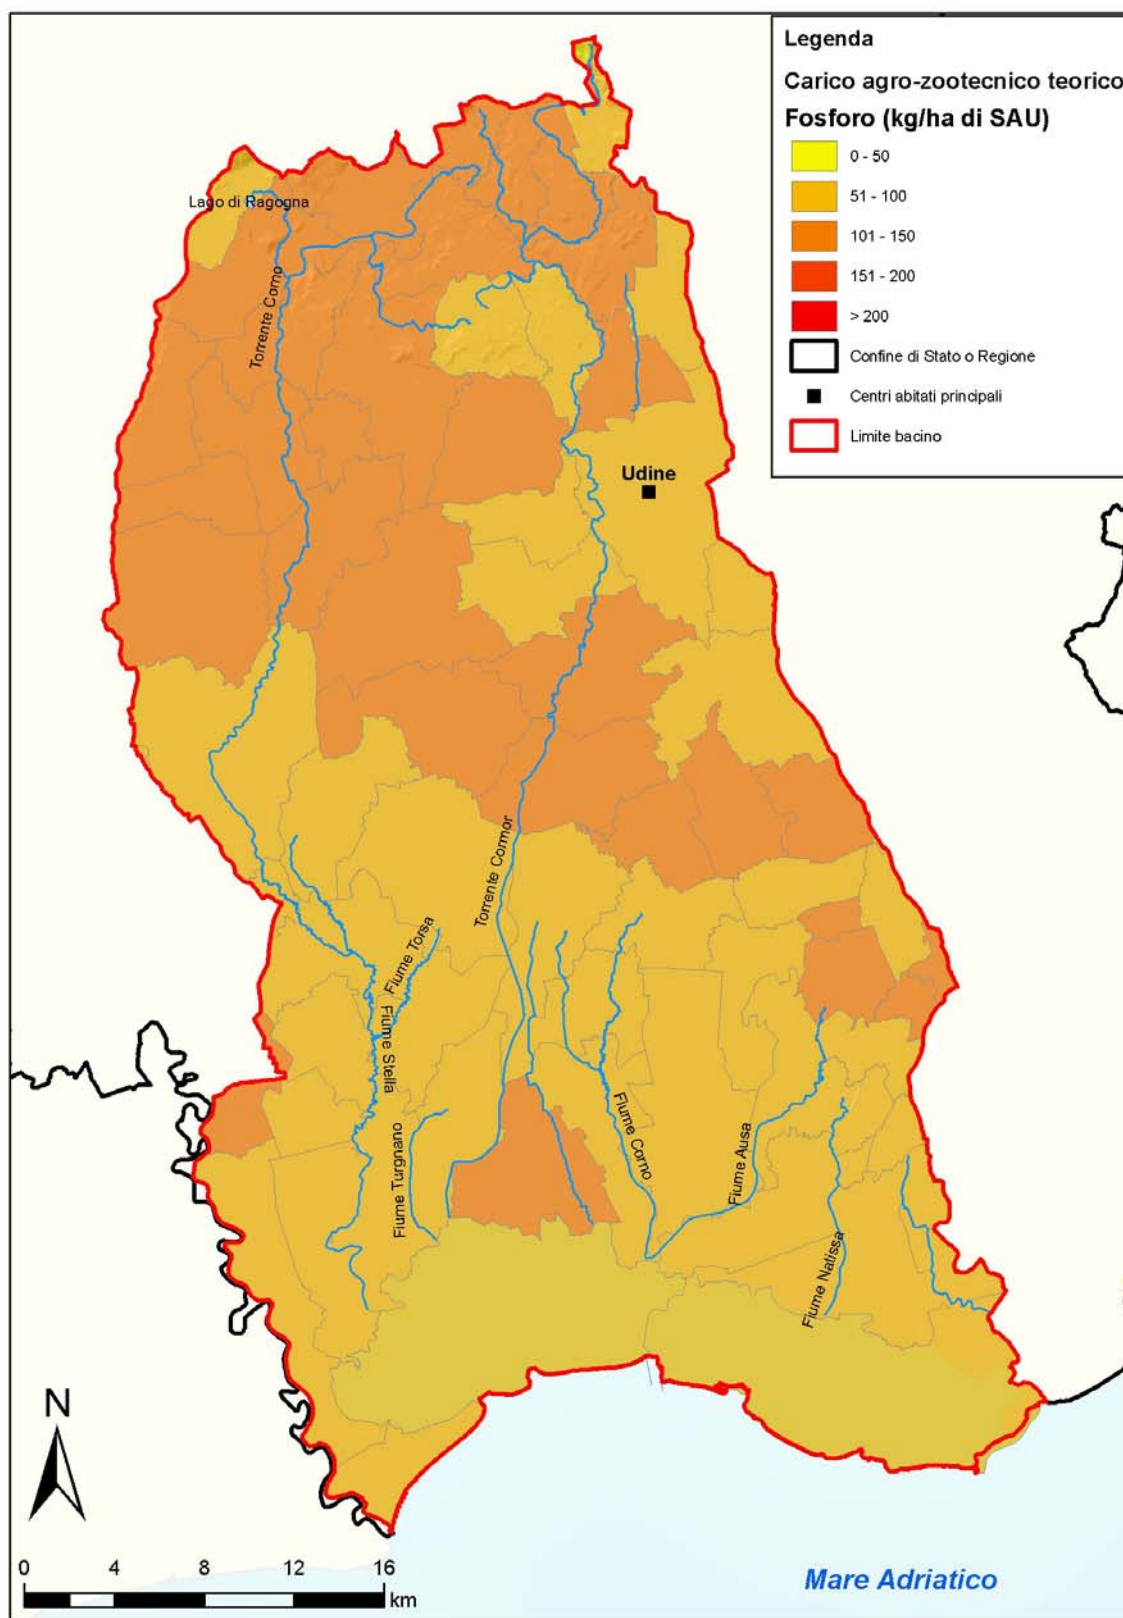 Legenda
Carico agro-zootecnico teorico
Fosforo (kg/ha di SAU)
0 - 50
51 - 100
101 - 150
151 - 200
> 200
Confine di Stato o Regione
Centri abitati principali
Limite bacino
Lago di Ragogna
Torrente Corno
Udine
Torrente Cormor
Fiume Torsa
Fiume Stella
Fiume Turgnano
Fiume Corno
Fiume Ausa
Fiume Natissa
N
0 4 8 12 16
km
Mare Adriatico